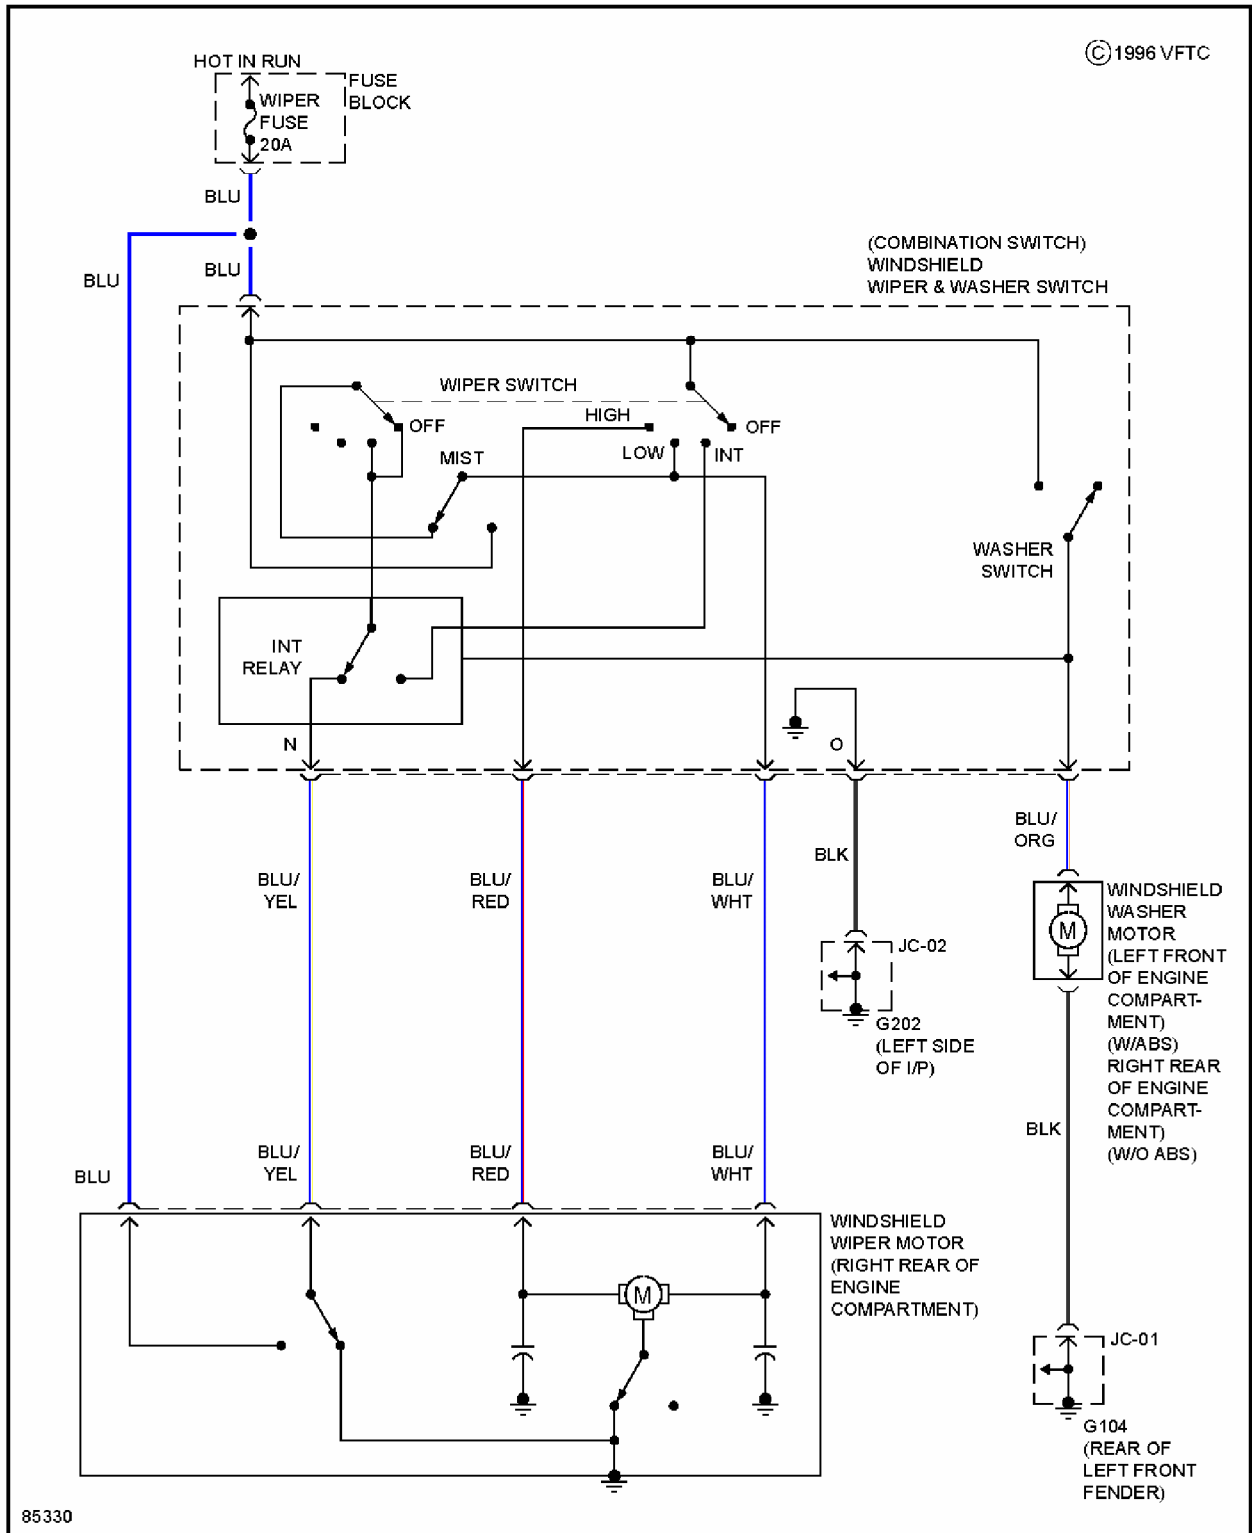 HOT IN RUN
© 1996 VFTC
FUSE
BLOCK
WIPER
FUSE
20A
BLU
BLU
BLU
(COMBINATION SWITCH)
WINDSHIELD
WIPER & WASHER SWITCH
WIPER SWITCH
OFF
HIGH
OFF
LOW
INT
MIST
WASHER
SWITCH
INT
RELAY
N
O
BLU/
YEL
BLU/
RED
BLU/
WHT
BLK
BLU/
ORG
JC-02
G202
(LEFT SIDE
OF I/P)
M
WINDSHIELD
WASHER
MOTOR
(LEFT FRONT
OF ENGINE
COMPART-
MENT)
(W/ABS)
RIGHT REAR
OF ENGINE
COMPART-
MENT)
(W/O ABS)
BLK
BLU
BLU/
YEL
BLU/
RED
BLU/
WHT
WINDSHIELD
WIPER MOTOR
(RIGHT REAR OF
ENGINE
COMPARTMENT)
M
JC-01
G104
(REAR OF
LEFT FRONT
FENDER)
85330